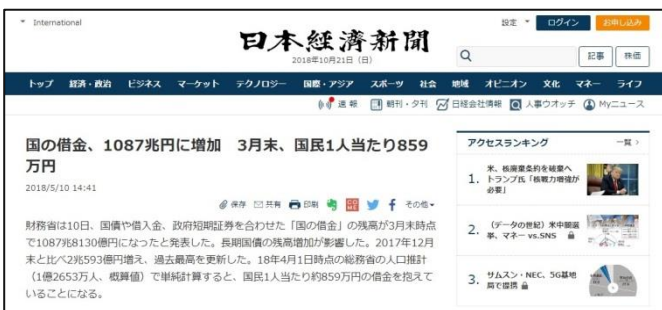 International
設定
ログイン
お申し込み
日本経済新聞
2018年10月21日（日）
記事
株価
トップ 経済・政治 ビジネス マーケット テクノロジー 国際・アジア スポーツ 社会 地域 オピニオン 文化 マネー ライフ
速報 朝刊・夕刊 日経会社情報 人事ウオッチ Myニュース
国の借金、1087兆円に増加　3月末、国民1人当たり859
万円
2018/5/10 14:41
保存 共有 印刷 その他
財務省は10日、国債や借入金、政府短期証券を合わせた「国の借金」の残高が3月末時点
で1087兆8130億円になったと発表した。長期国債の残高増加が影響した。2017年12月
末と比べ2兆593億円増え、過去最高を更新した。18年4月1日時点の総務省の人口推計
（1億2653万人、概算値）で単純計算すると、国民1人当たり約859万円の借金を抱えて
いることになる。
アクセスランキング
一覧
1.
米、核廃棄条約を破棄へ
トランプ氏「核戦力増強が
必要」
2.
（データの世紀）米中間選
挙、マネー vs.SNS
3.
サムスン・NEC、5G基地
局で提携